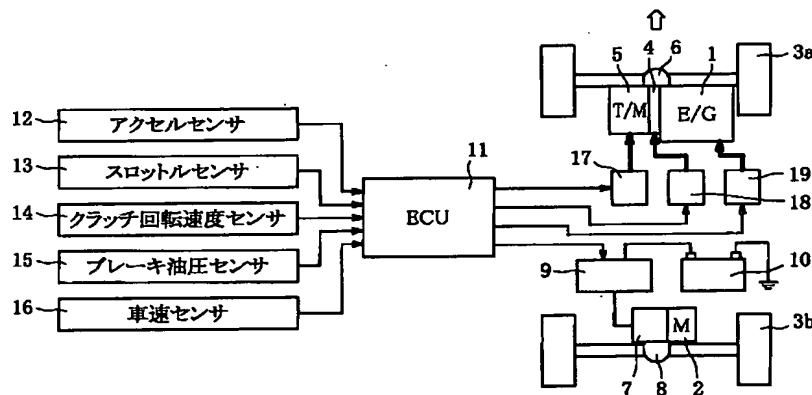 12 アクセルセンサ
13 スロットルセンサ
14 クラッチ回転速度センサ
15 ブレーキ油圧センサ
16 車速センサ
11
ECU
5 4 6 1 3a
T/M E/G
17 18 19
9 10
M 3b
7 8 2